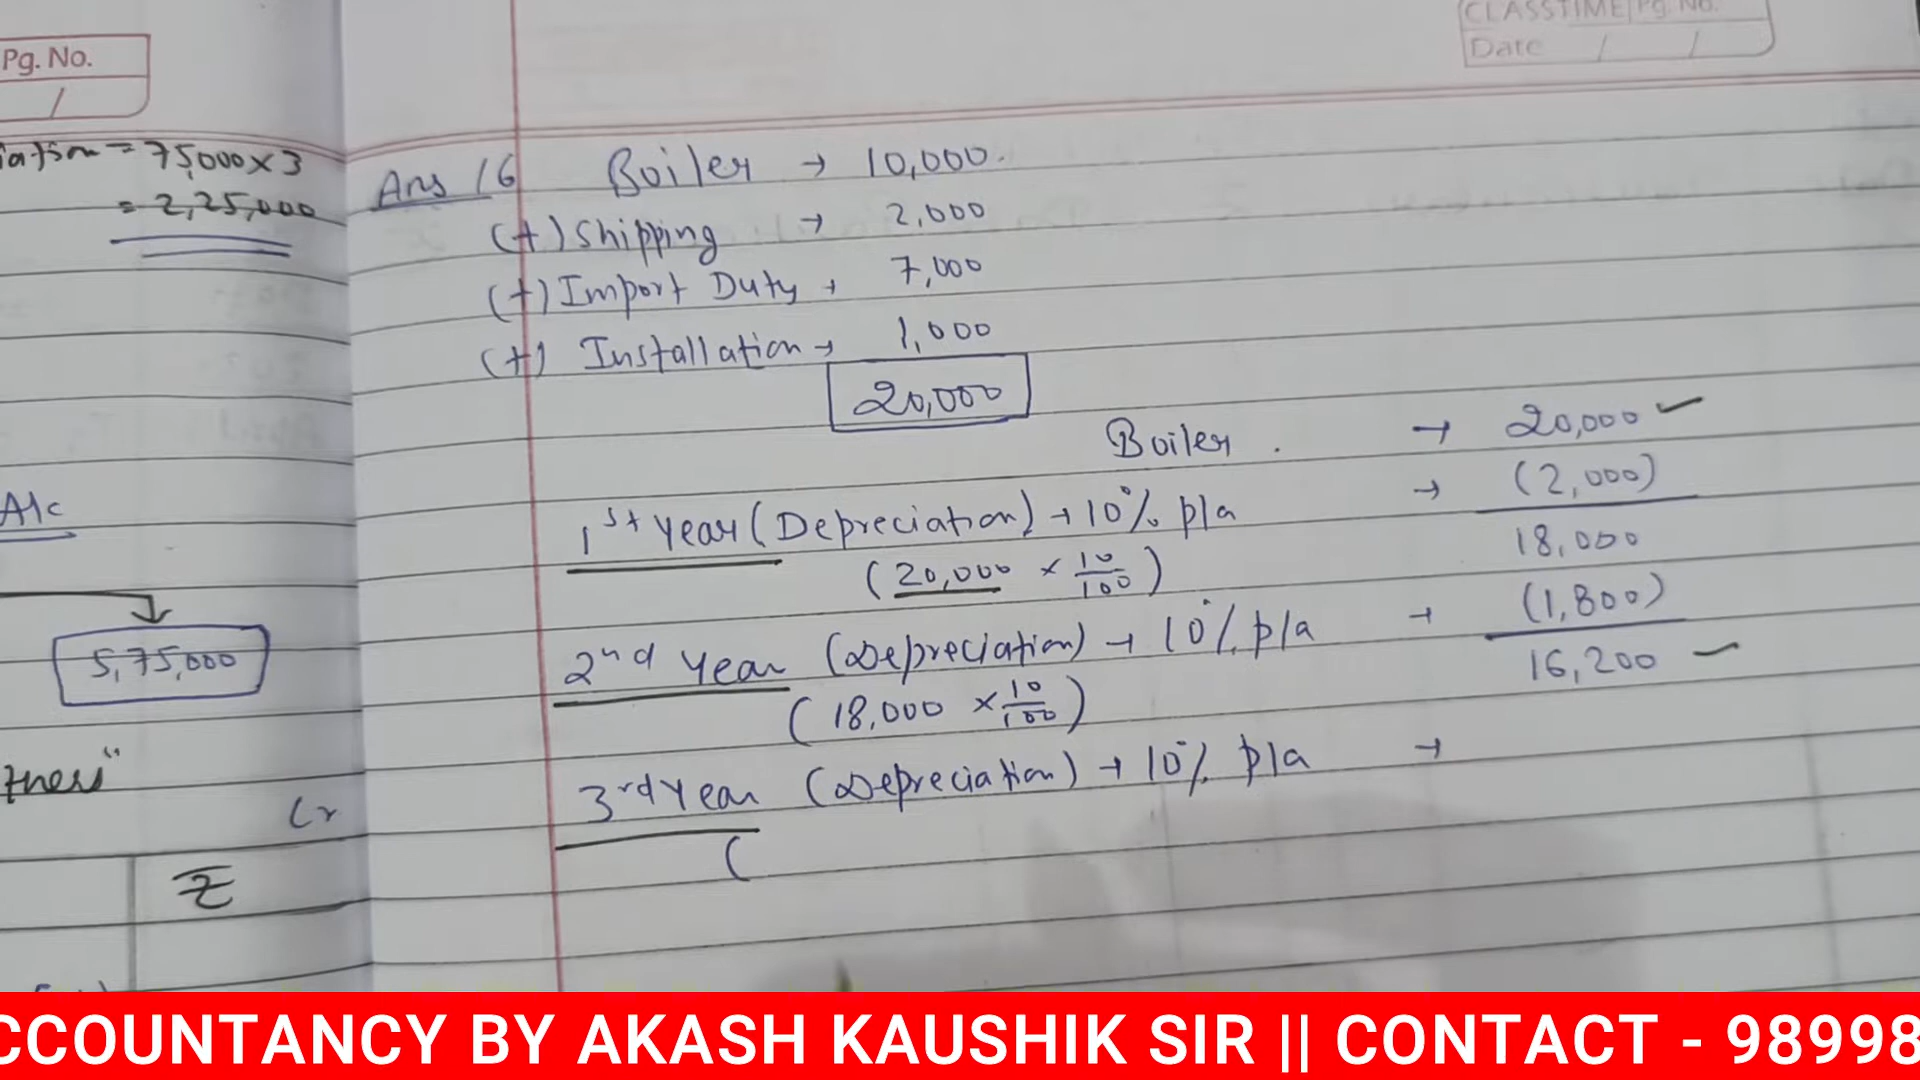 Pg. No.
/
CLASSTIME Pg. No.
Date / /
= 75,000 x 3
= 2,25,000
A/c
5,75,000
Cr
₹
Ans 16 Boiler → 10,000.
(+) Shipping → 2,000
(+) Import Duty → 7,000
(+) Installation → 1,000
20,000
Boiler . → 20,000
1st Year (Depreciation) → 10% p/a → (2,000)
(20,000 × 10/100) 18,000
2nd Year (Depreciation) → 10% p/a → (1,800)
(18,000 × 10/100) 16,200
3rd Year (Depreciation) → 10% p/a →
(
CCOUNTANCY BY AKASH KAUSHIK SIR || CONTACT - 98998